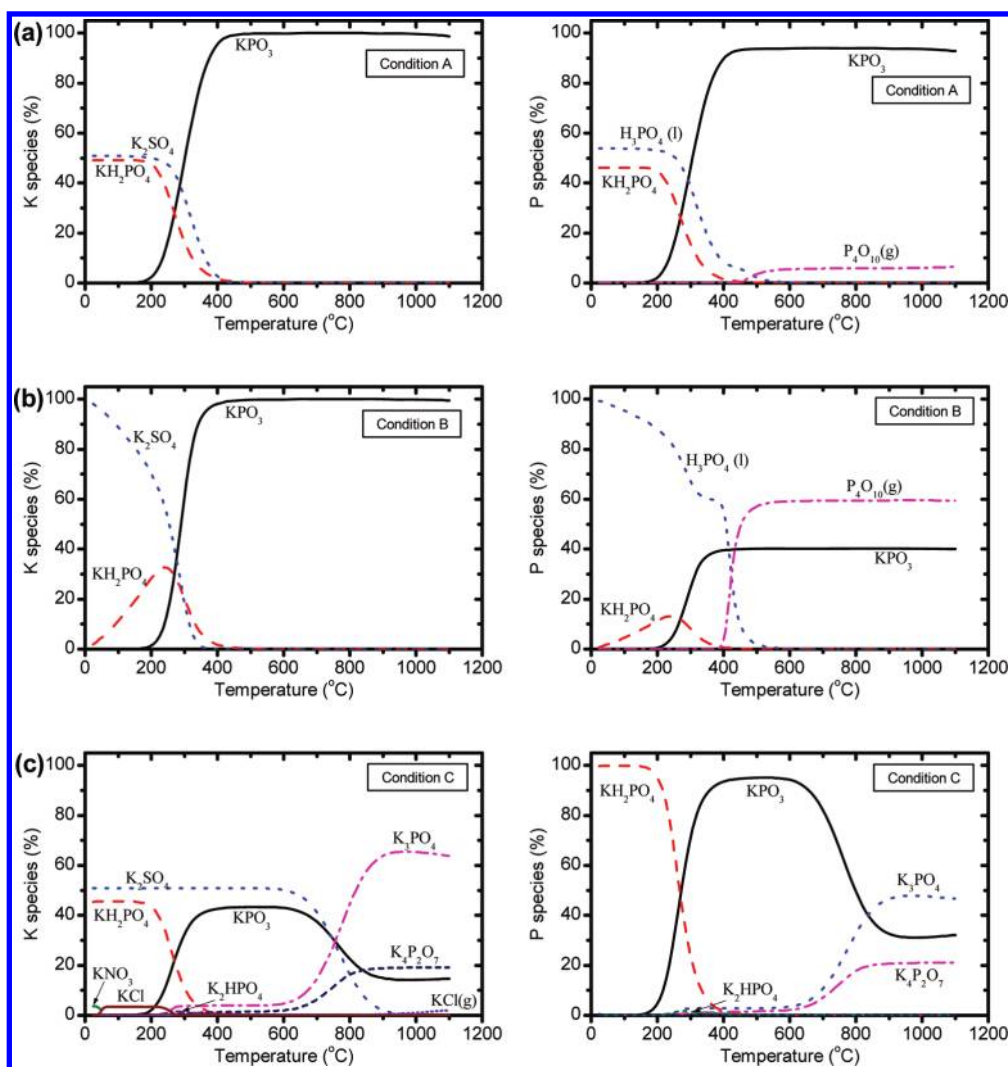 (a)
K species (%)
100
80
60
40
20
0
KPO₃
Condition A
K₂SO₄
KH₂PO₄
0 200 400 600 800 1000 1200
Temperature (°C)
P species (%)
100
80
60
40
20
0
KPO₃
Condition A
H₃PO₄ (l)
KH₂PO₄
P₄O₁₀(g)
0 200 400 600 800 1000 1200
Temperature (°C)
(b)
K species (%)
100
80
60
40
20
0
KPO₃
Condition B
K₂SO₄
KH₂PO₄
0 200 400 600 800 1000 1200
Temperature (°C)
P species (%)
100
80
60
40
20
0
Condition B
H₃PO₄ (l)
P₄O₁₀(g)
KPO₃
KH₂PO₄
0 200 400 600 800 1000 1200
Temperature (°C)
(c)
K species (%)
100
80
60
40
20
0
Condition C
K₃PO₄
K₂SO₄
KH₂PO₄
KPO₃
K₄P₂O₇
KNO₃
KCl
K₂HPO₄
KCl(g)
0 200 400 600 800 1000 1200
Temperature (°C)
P species (%)
100
80
60
40
20
0
Condition C
KH₂PO₄
KPO₃
K₃PO₄
K₂HPO₄
K₄P₂O₇
0 200 400 600 800 1000 1200
Temperature (°C)